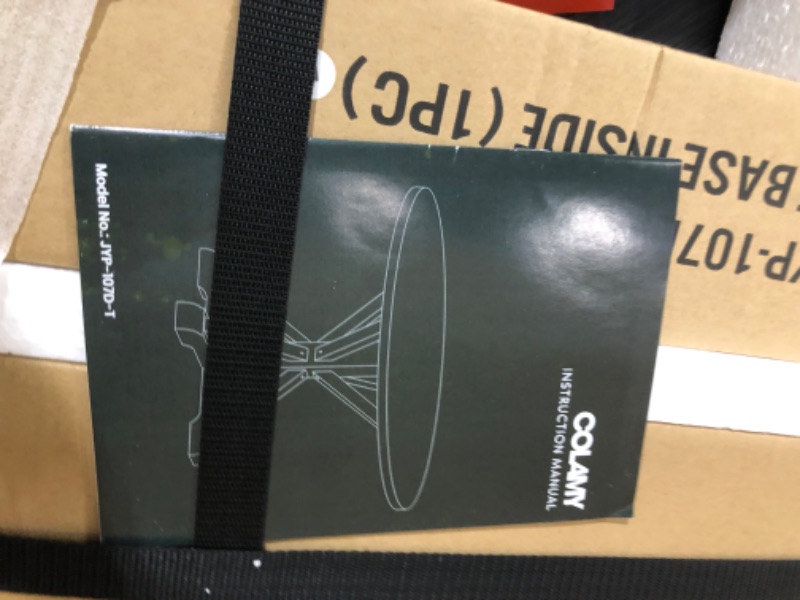 COLAMY
INSTRUCTION MANUAL
Model No.: JYP-107D-T
YP-107
BASE INSIDE (1PC)